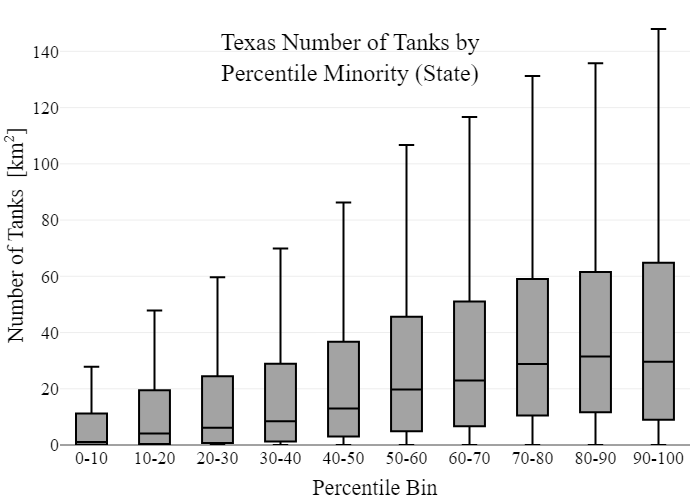 Texas Number of Tanks by
Percentile Minority (State)
Number of Tanks [km²]
140
120
100
80
60
40
20
0
0-10 10-20 20-30 30-40 40-50 50-60 60-70 70-80 80-90 90-100
Percentile Bin